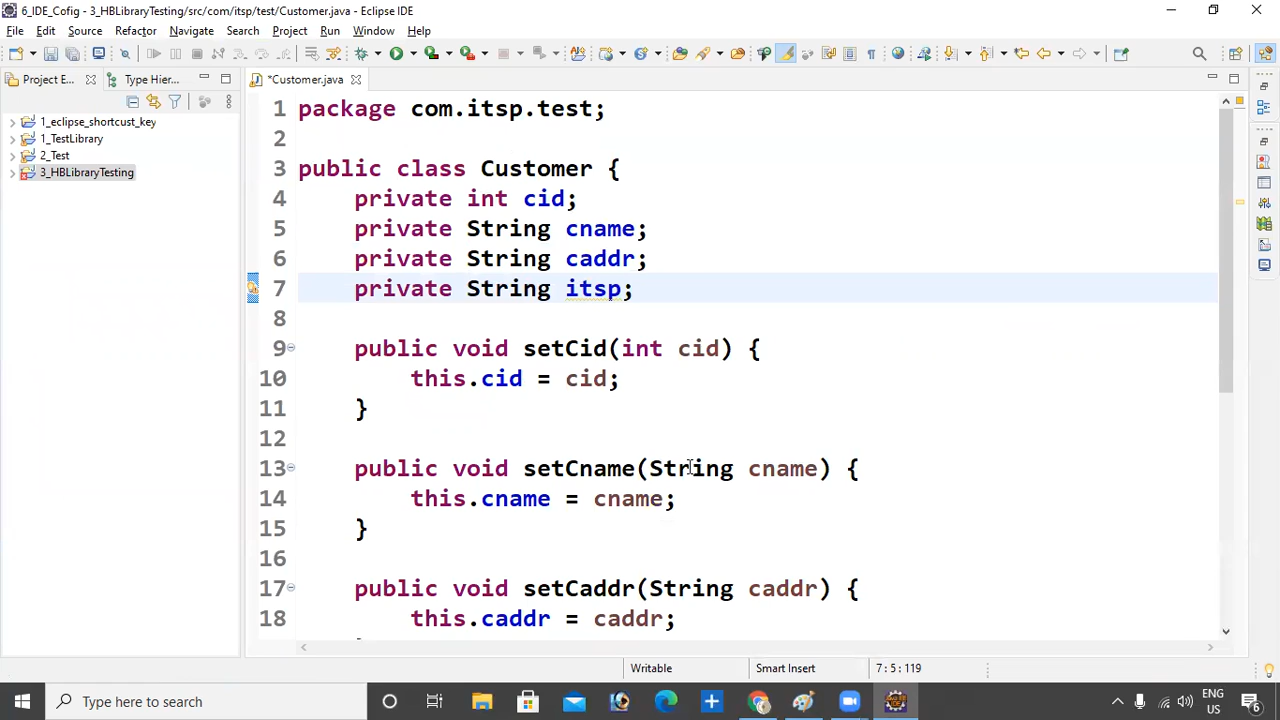 6_IDE_Cofig - 3_HBLibraryTesting/src/com/itsp/test/Customer.java - Eclipse IDE
File Edit Source Refactor Navigate Search Project Run Window Help
Project E... Type Hier... *Customer.java
1_eclipse_shortcust_key
1_TestLibrary
2_Test
3_HBLibraryTesting
1 package com.itsp.test;
2
3 public class Customer {
4 private int cid;
5 private String cname;
6 private String caddr;
7 private String itsp;
8
9 public void setCid(int cid) {
10 this.cid = cid;
11 }
12
13 public void setCname(String cname) {
14 this.cname = cname;
15 }
16
17 public void setCaddr(String caddr) {
18 this.caddr = caddr;
Writable Smart Insert 7 : 5 : 119
Type here to search
ENG
US
6